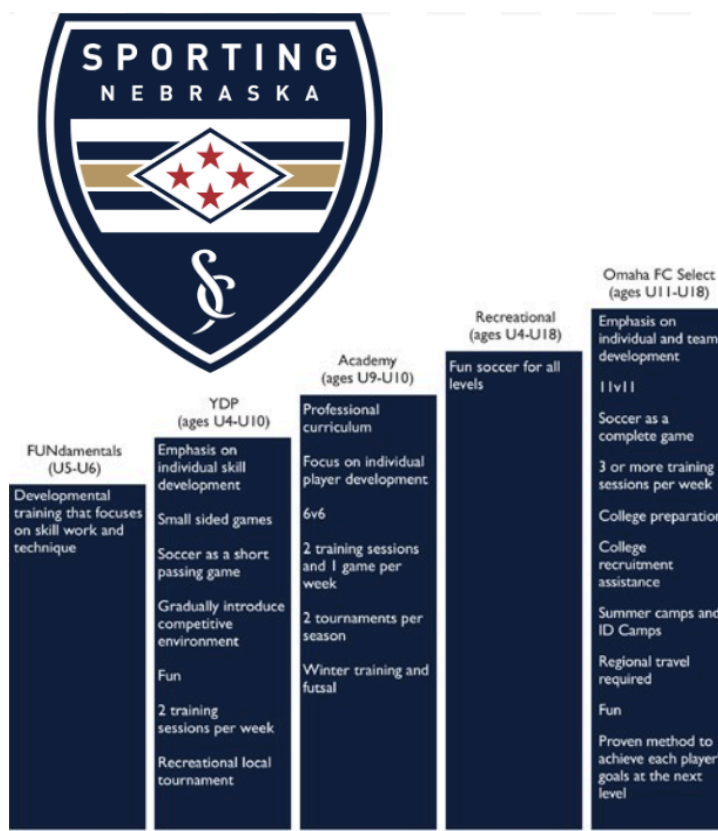 SPORTING
NEBRASKA
SC
FUNdamentals
(U5-U6)
Developmental
training that focuses
on skill work and
technique
YDP
(ages U4-U10)
Emphasis on
individual skill
development
Small sided games
Soccer as a short
passing game
Gradually introduce
competitive
environment
Fun
2 training
sessions per week
Recreational local
tournament
Academy
(ages U9-U10)
Professional
curriculum
Focus on individual
player development
6v6
2 training sessions
and 1 game per
week
2 tournaments per
season
Winter training and
futsal
Recreational
(ages U4-U18)
Fun soccer for all
levels
Omaha FC Select
(ages U11-U18)
Emphasis on
individual and team
development
11v11
Soccer as a
complete game
3 or more training
sessions per week
College preparation
College
recruitment
assistance
Summer camps and
ID Camps
Regional travel
required
Fun
Proven method to
achieve each player
goals at the next
level